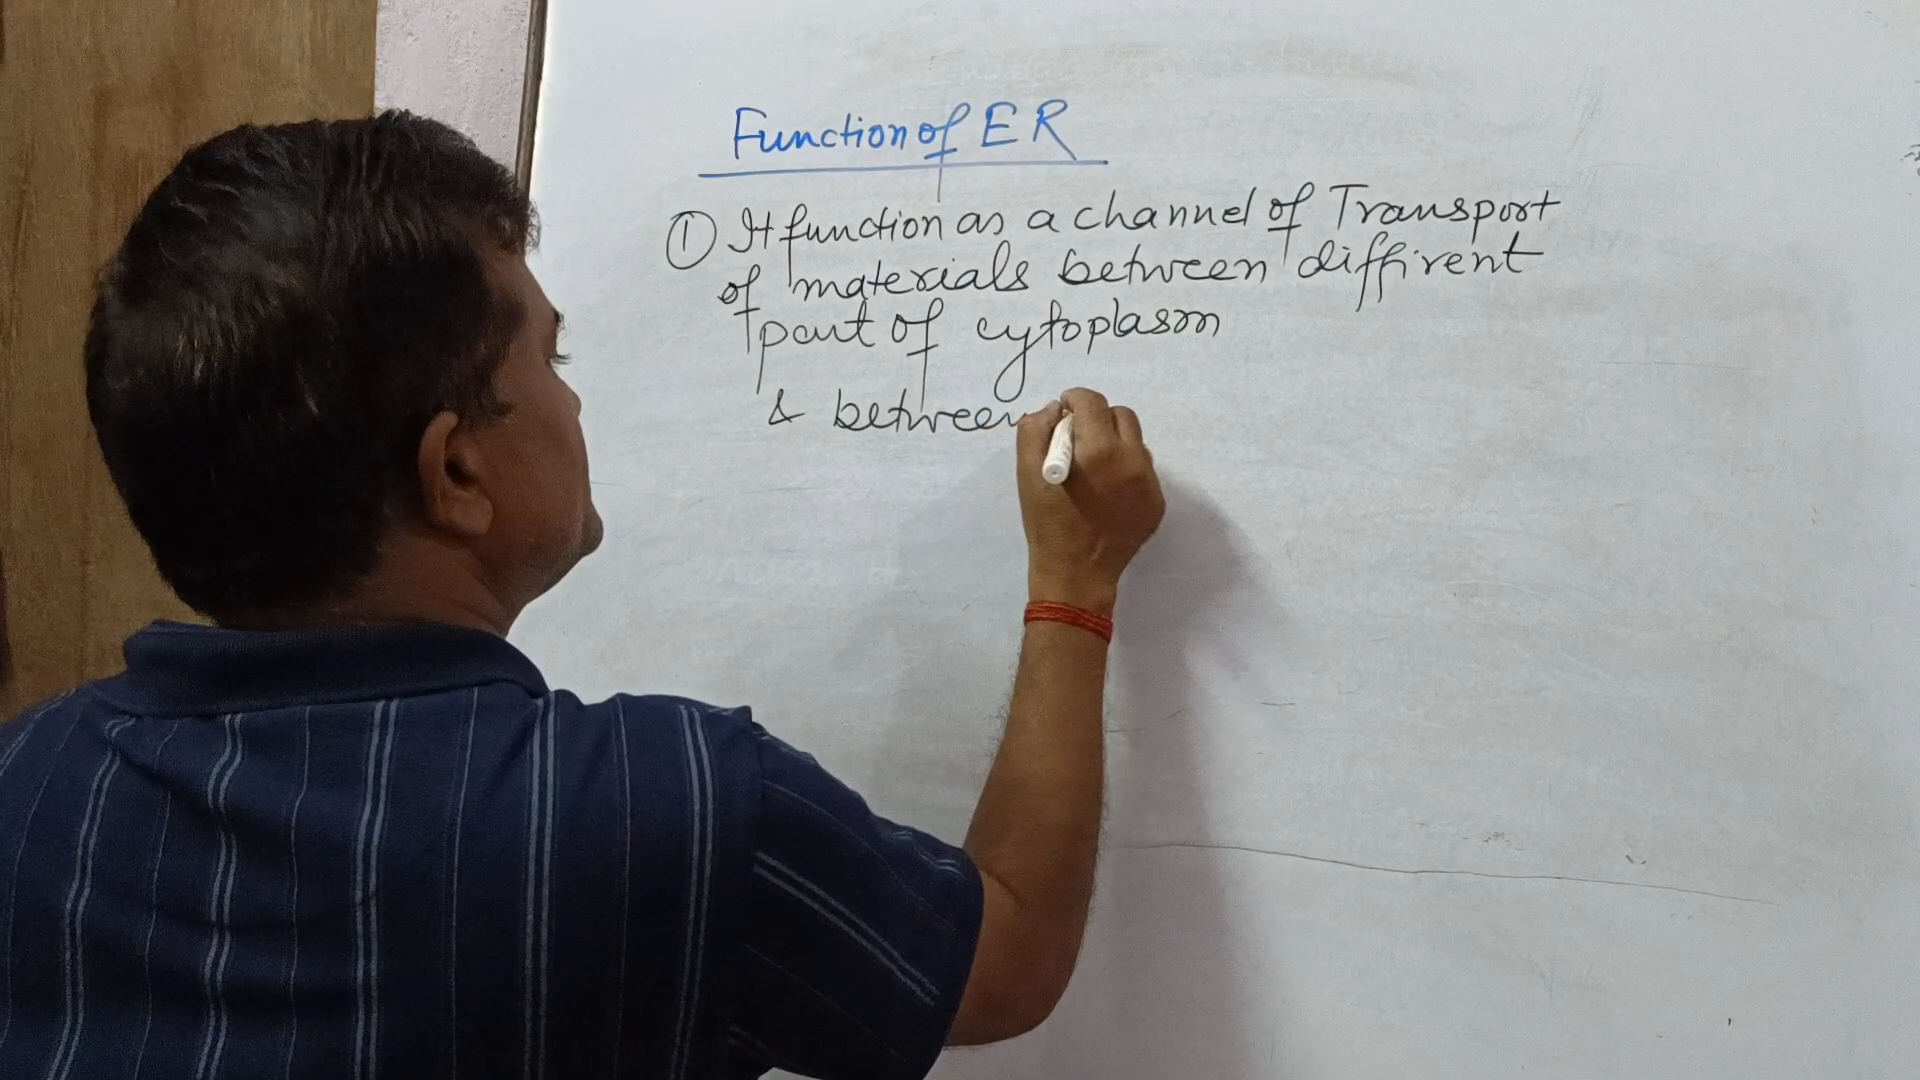 Function of ER
① It function as a channel of Transport
of materials between diffirent
part of cytoplasm
& between